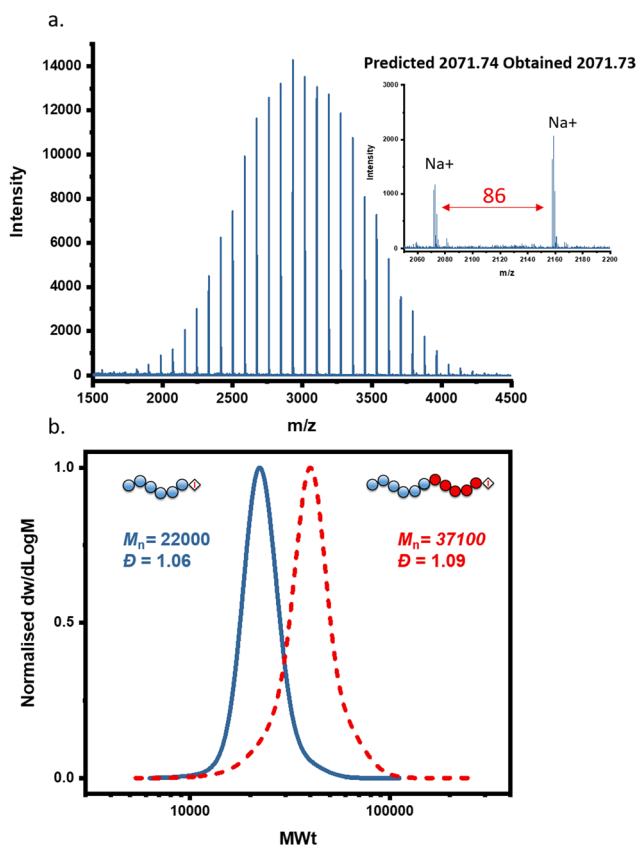 a.
14000
12000
10000
8000
6000
4000
2000
0
Intensity
1500 2000 2500 3000 3500 4000 4500
m/z
Predicted 2071.74 Obtained 2071.73
3000
2000
1000
0
Intensity
Na+
Na+
86
2060 2080 2100 2120 2140 2160 2180 2200
m/z
b.
1.0
0.5
0.0
Normalised dw/dLogM
I
I
Mn= 22000
Đ = 1.06
Mn= 37100
Đ = 1.09
10000 100000
MWt